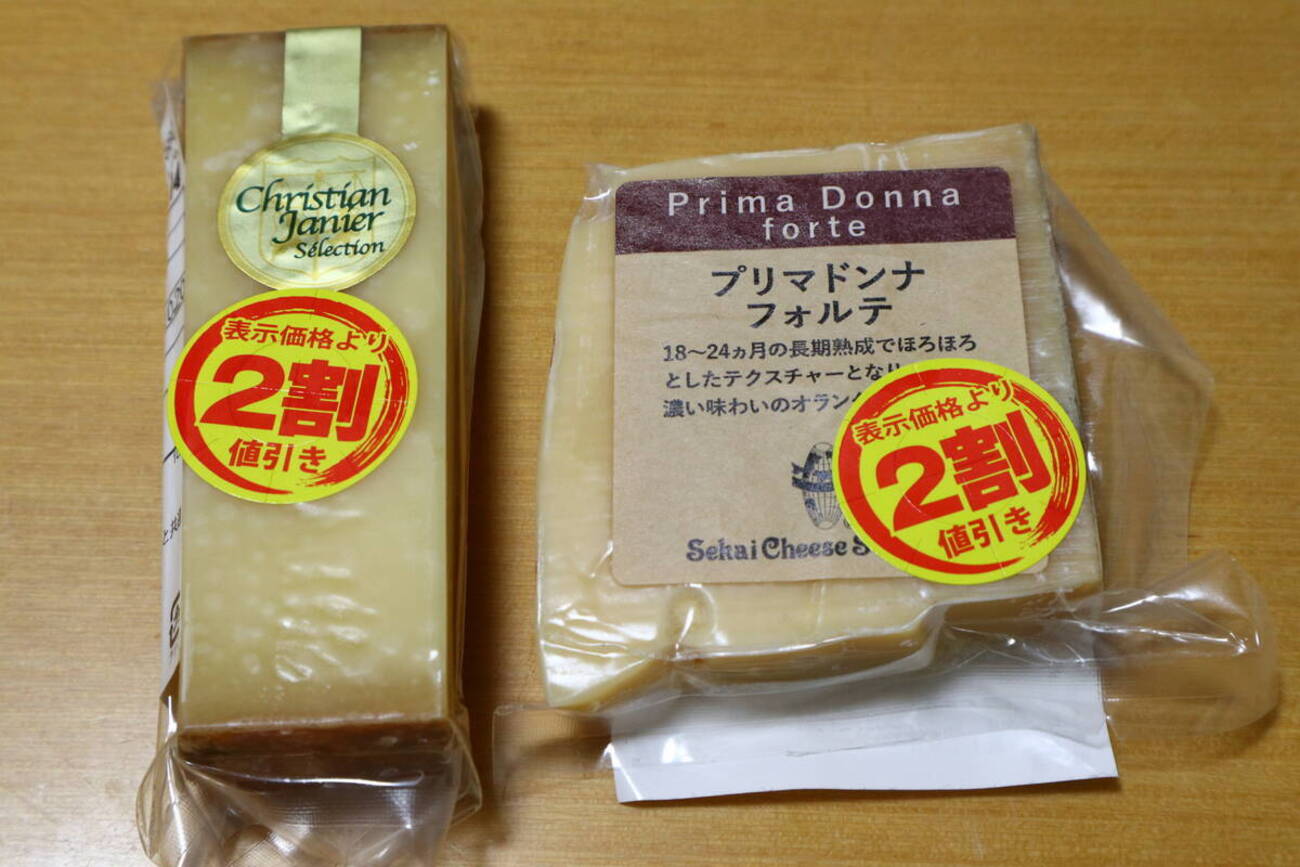 Christian
Janier
Sélection
表示価格より
2割
値引き
Prima Donna
forte
プリマドンナ
フォルテ
18〜24ヵ月の長期熟成でほろほろ
としたテクスチャーとなり
濃い味わいのオラン
Sekai Cheese
表示価格より
2割
値引き